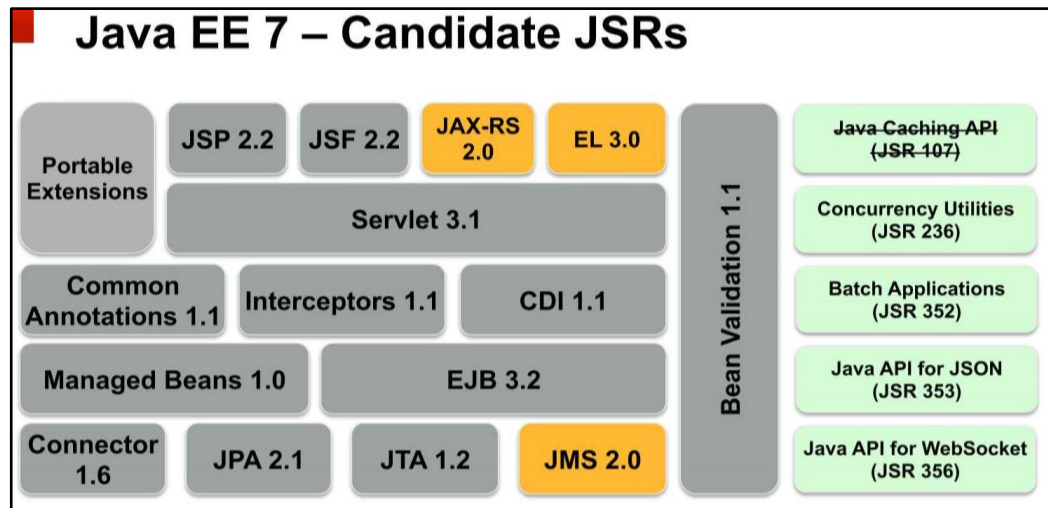 Java EE 7 – Candidate JSRs
Portable
Extensions
JSP 2.2
JSF 2.2
JAX-RS
2.0
EL 3.0
Servlet 3.1
Common
Annotations 1.1
Interceptors 1.1
CDI 1.1
Managed Beans 1.0
EJB 3.2
Connector
1.6
JPA 2.1
JTA 1.2
JMS 2.0
Bean Validation 1.1
Java Caching API
(JSR 107)
Concurrency Utilities
(JSR 236)
Batch Applications
(JSR 352)
Java API for JSON
(JSR 353)
Java API for WebSocket
(JSR 356)